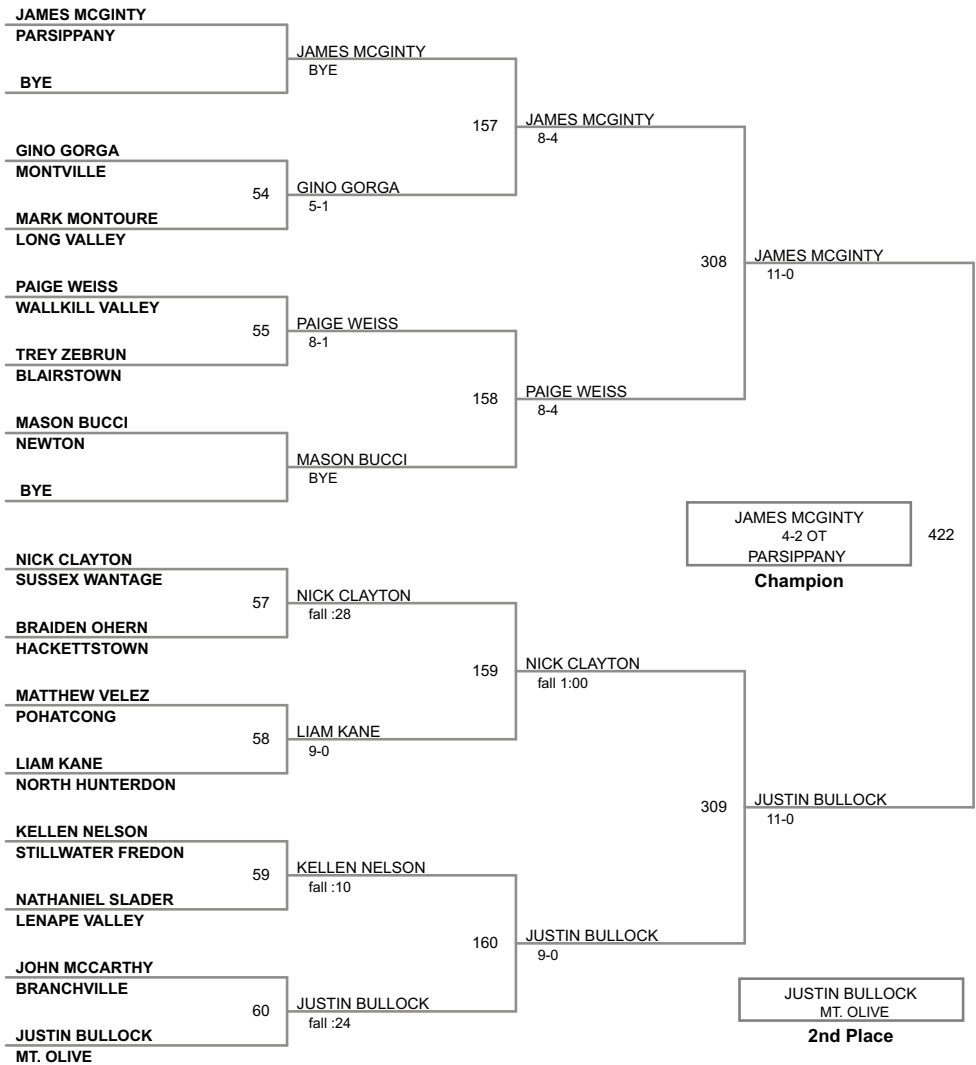 JAMES MCGINTY
PARSIPPANY
JAMES MCGINTY
BYE
BYE
157
JAMES MCGINTY
8-4
GINO GORGA
MONTVILLE
54
GINO GORGA
5-1
MARK MONTOURE
LONG VALLEY
308
JAMES MCGINTY
11-0
PAIGE WEISS
WALLKILL VALLEY
55
PAIGE WEISS
8-1
TREY ZEBRUN
BLAIRSTOWN
158
PAIGE WEISS
8-4
MASON BUCCI
NEWTON
MASON BUCCI
BYE
BYE
JAMES MCGINTY
4-2 OT
PARSIPPANY
Champion
422
NICK CLAYTON
SUSSEX WANTAGE
57
NICK CLAYTON
fall :28
BRAIDEN OHERN
HACKETTSTOWN
159
NICK CLAYTON
fall 1:00
MATTHEW VELEZ
POHATCONG
58
LIAM KANE
9-0
LIAM KANE
NORTH HUNTERDON
309
JUSTIN BULLOCK
11-0
KELLEN NELSON
STILLWATER FREDON
59
KELLEN NELSON
fall :10
NATHANIEL SLADER
LENAPE VALLEY
160
JUSTIN BULLOCK
9-0
JOHN MCCARTHY
BRANCHVILLE
60
JUSTIN BULLOCK
fall :24
JUSTIN BULLOCK
MT. OLIVE
JUSTIN BULLOCK
MT. OLIVE
2nd Place